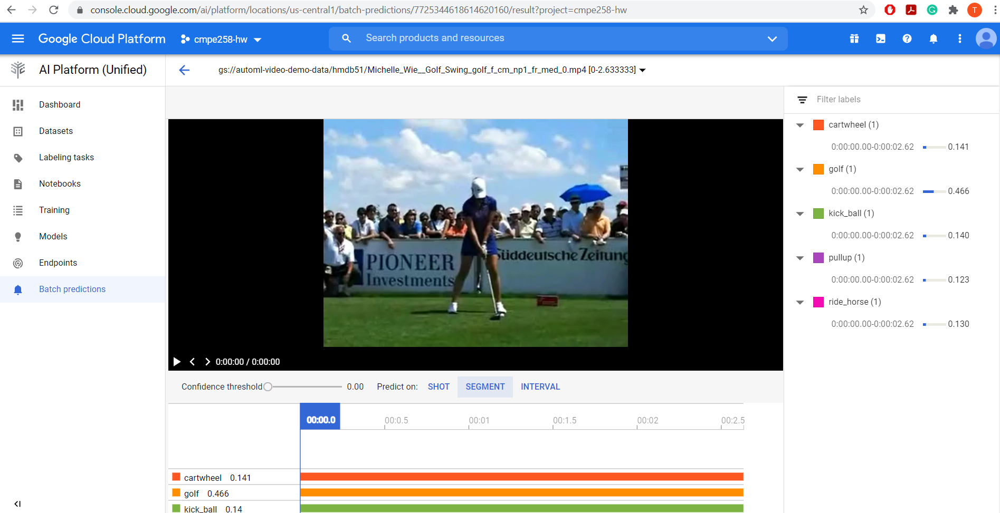 console.cloud.google.com/ai/platform/locations/us-central1/batch-predictions/7725344618614620160/result?project=cmpe258-hw
T
Google Cloud Platform
cmpe258-hw
Search products and resources
AI Platform (Unified)
gs://automl-video-demo-data/hmdb51/Michelle_Wie__Golf_Swing_golf_f_cm_np1_fr_med_0.mp4 [0-2.633333]
Dashboard
Datasets
Labeling tasks
Notebooks
Training
Models
Endpoints
Batch predictions
PIONEER
Investments
Süddeutsche Zeitung
0:00:00 / 0:00:00
Confidence threshold 0.00 Predict on: SHOT SEGMENT INTERVAL
00:00.0 00:0.5 00:01 00:1.5 00:02 00:2.5
cartwheel 0.141
golf 0.466
kick_ball 0.14
Filter labels
cartwheel (1)
0:00:00.00-0:00:02.62 0.141
golf (1)
0:00:00.00-0:00:02.62 0.466
kick_ball (1)
0:00:00.00-0:00:02.62 0.140
pullup (1)
0:00:00.00-0:00:02.62 0.123
ride_horse (1)
0:00:00.00-0:00:02.62 0.130